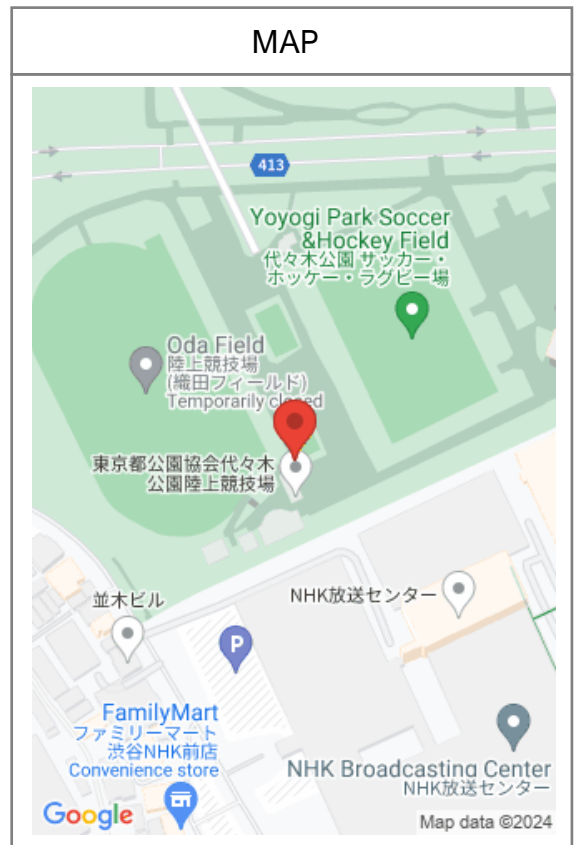 MAP
413
Yoyogi Park Soccer
&Hockey Field
代々木公園 サッカー・
ホッケー・ラグビー場
Oda Field
陸上競技場
(織田フィールド)
Temporarily closed
東京都公園協会代々木
公園陸上競技場
並木ビル
NHK放送センター
P
FamilyMart
ファミリーマート
渋谷NHK前店
Convenience store
NHK Broadcasting Center
NHK放送センター
Google
Map data ©2024